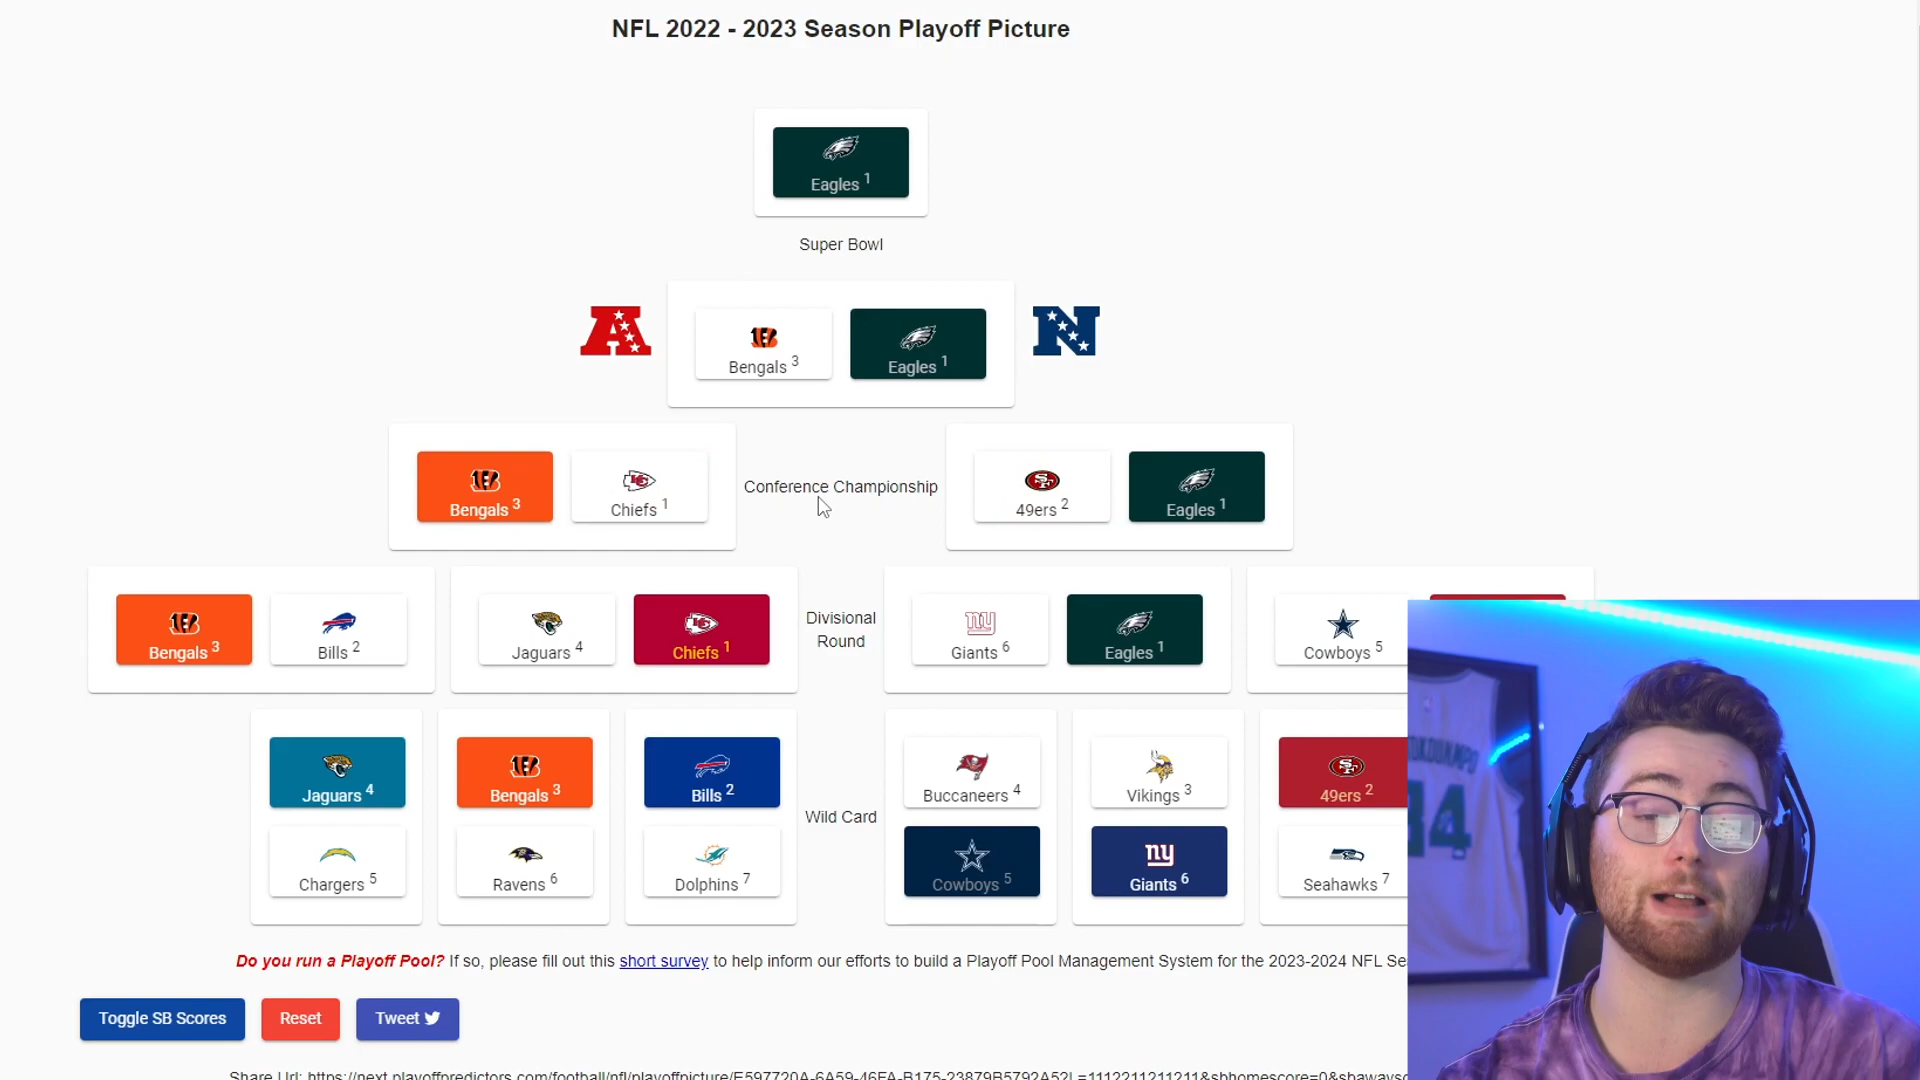 NFL 2022 - 2023 Season Playoff Picture
Eagles 1
Super Bowl
A
Bengals 3
Eagles 1
N
Bengals 3
Chiefs 1
Conference Championship
49ers 2
Eagles 1
Bengals 3
Bills 2
Jaguars 4
Chiefs 1
Divisional
Round
Giants 6
Eagles 1
Cowboys 5
Jaguars 4
Bengals 3
Bills 2
Wild Card
Buccaneers 4
Vikings 3
49ers 2
Chargers 5
Ravens 6
Dolphins 7
Cowboys 5
ny
Giants 6
Seahawks 7
34
Do you run a Playoff Pool? If so, please fill out this short survey to help inform our efforts to build a Playoff Pool Management System for the 2023-2024 NFL Se
Toggle SB Scores
Reset
Tweet